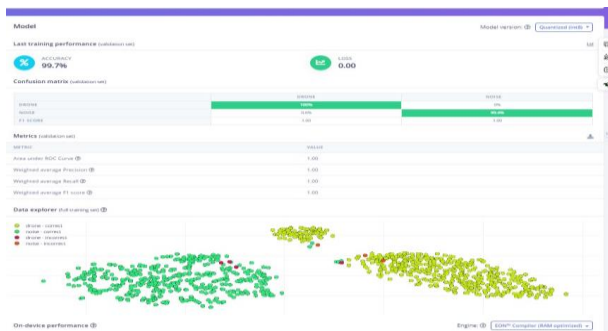 Model
Model version: Quantized (int8)
Last training performance (validation set)
ACCURACY
99.7%
LOSS
0.00
Confusion matrix (validation set)
DRONE NOISE
DRONE 100% 0%
NOISE 0.6% 99.4%
F1 SCORE 1.00 1.00
Metrics (validation set)
METRIC VALUE
Area under ROC Curve 1.00
Weighted average Precision 1.00
Weighted average Recall 1.00
Weighted average F1 score 1.00
Data explorer (full training set)
drone - correct
noise - correct
drone - incorrect
noise - incorrect
On-device performance
Engine: EON™ Compiler (RAM optimized)